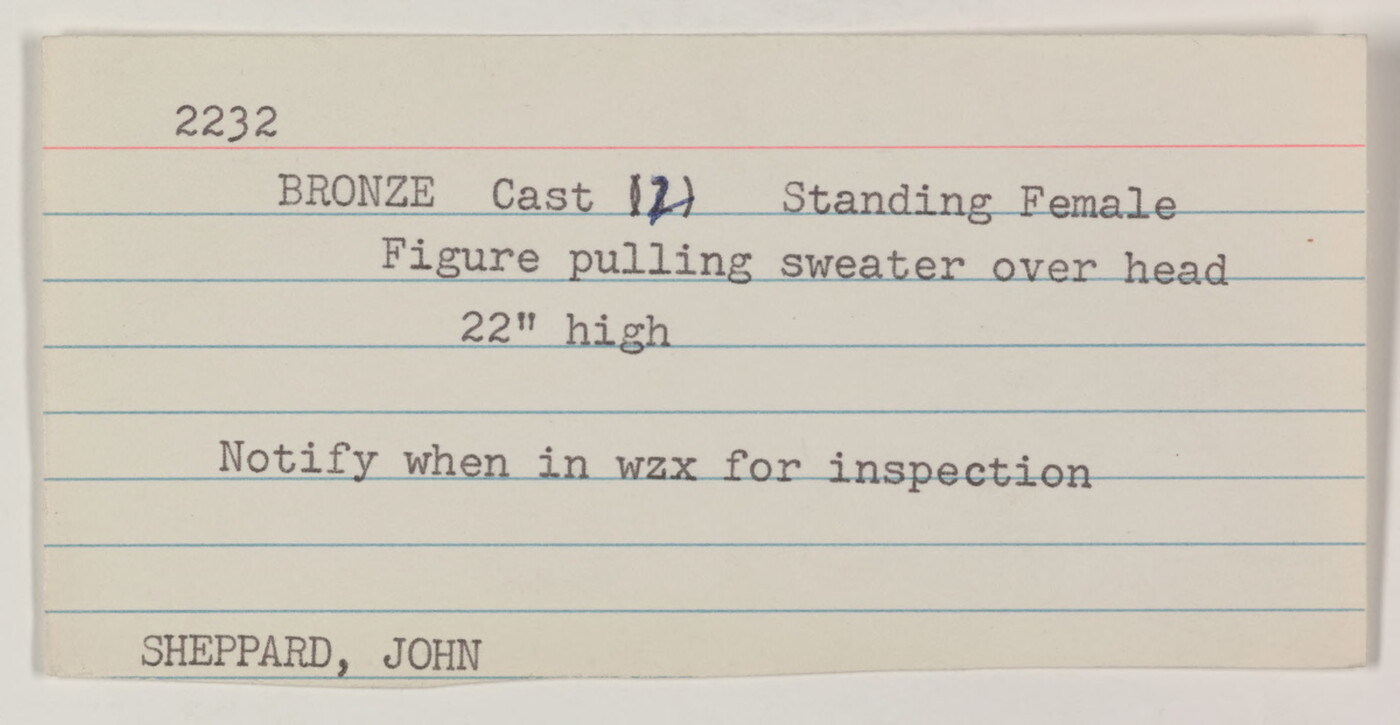 2232
BRONZE Cast (2) Standing Female
Figure pulling sweater over head
22" high
Notify when in wzx for inspection
SHEPPARD, JOHN